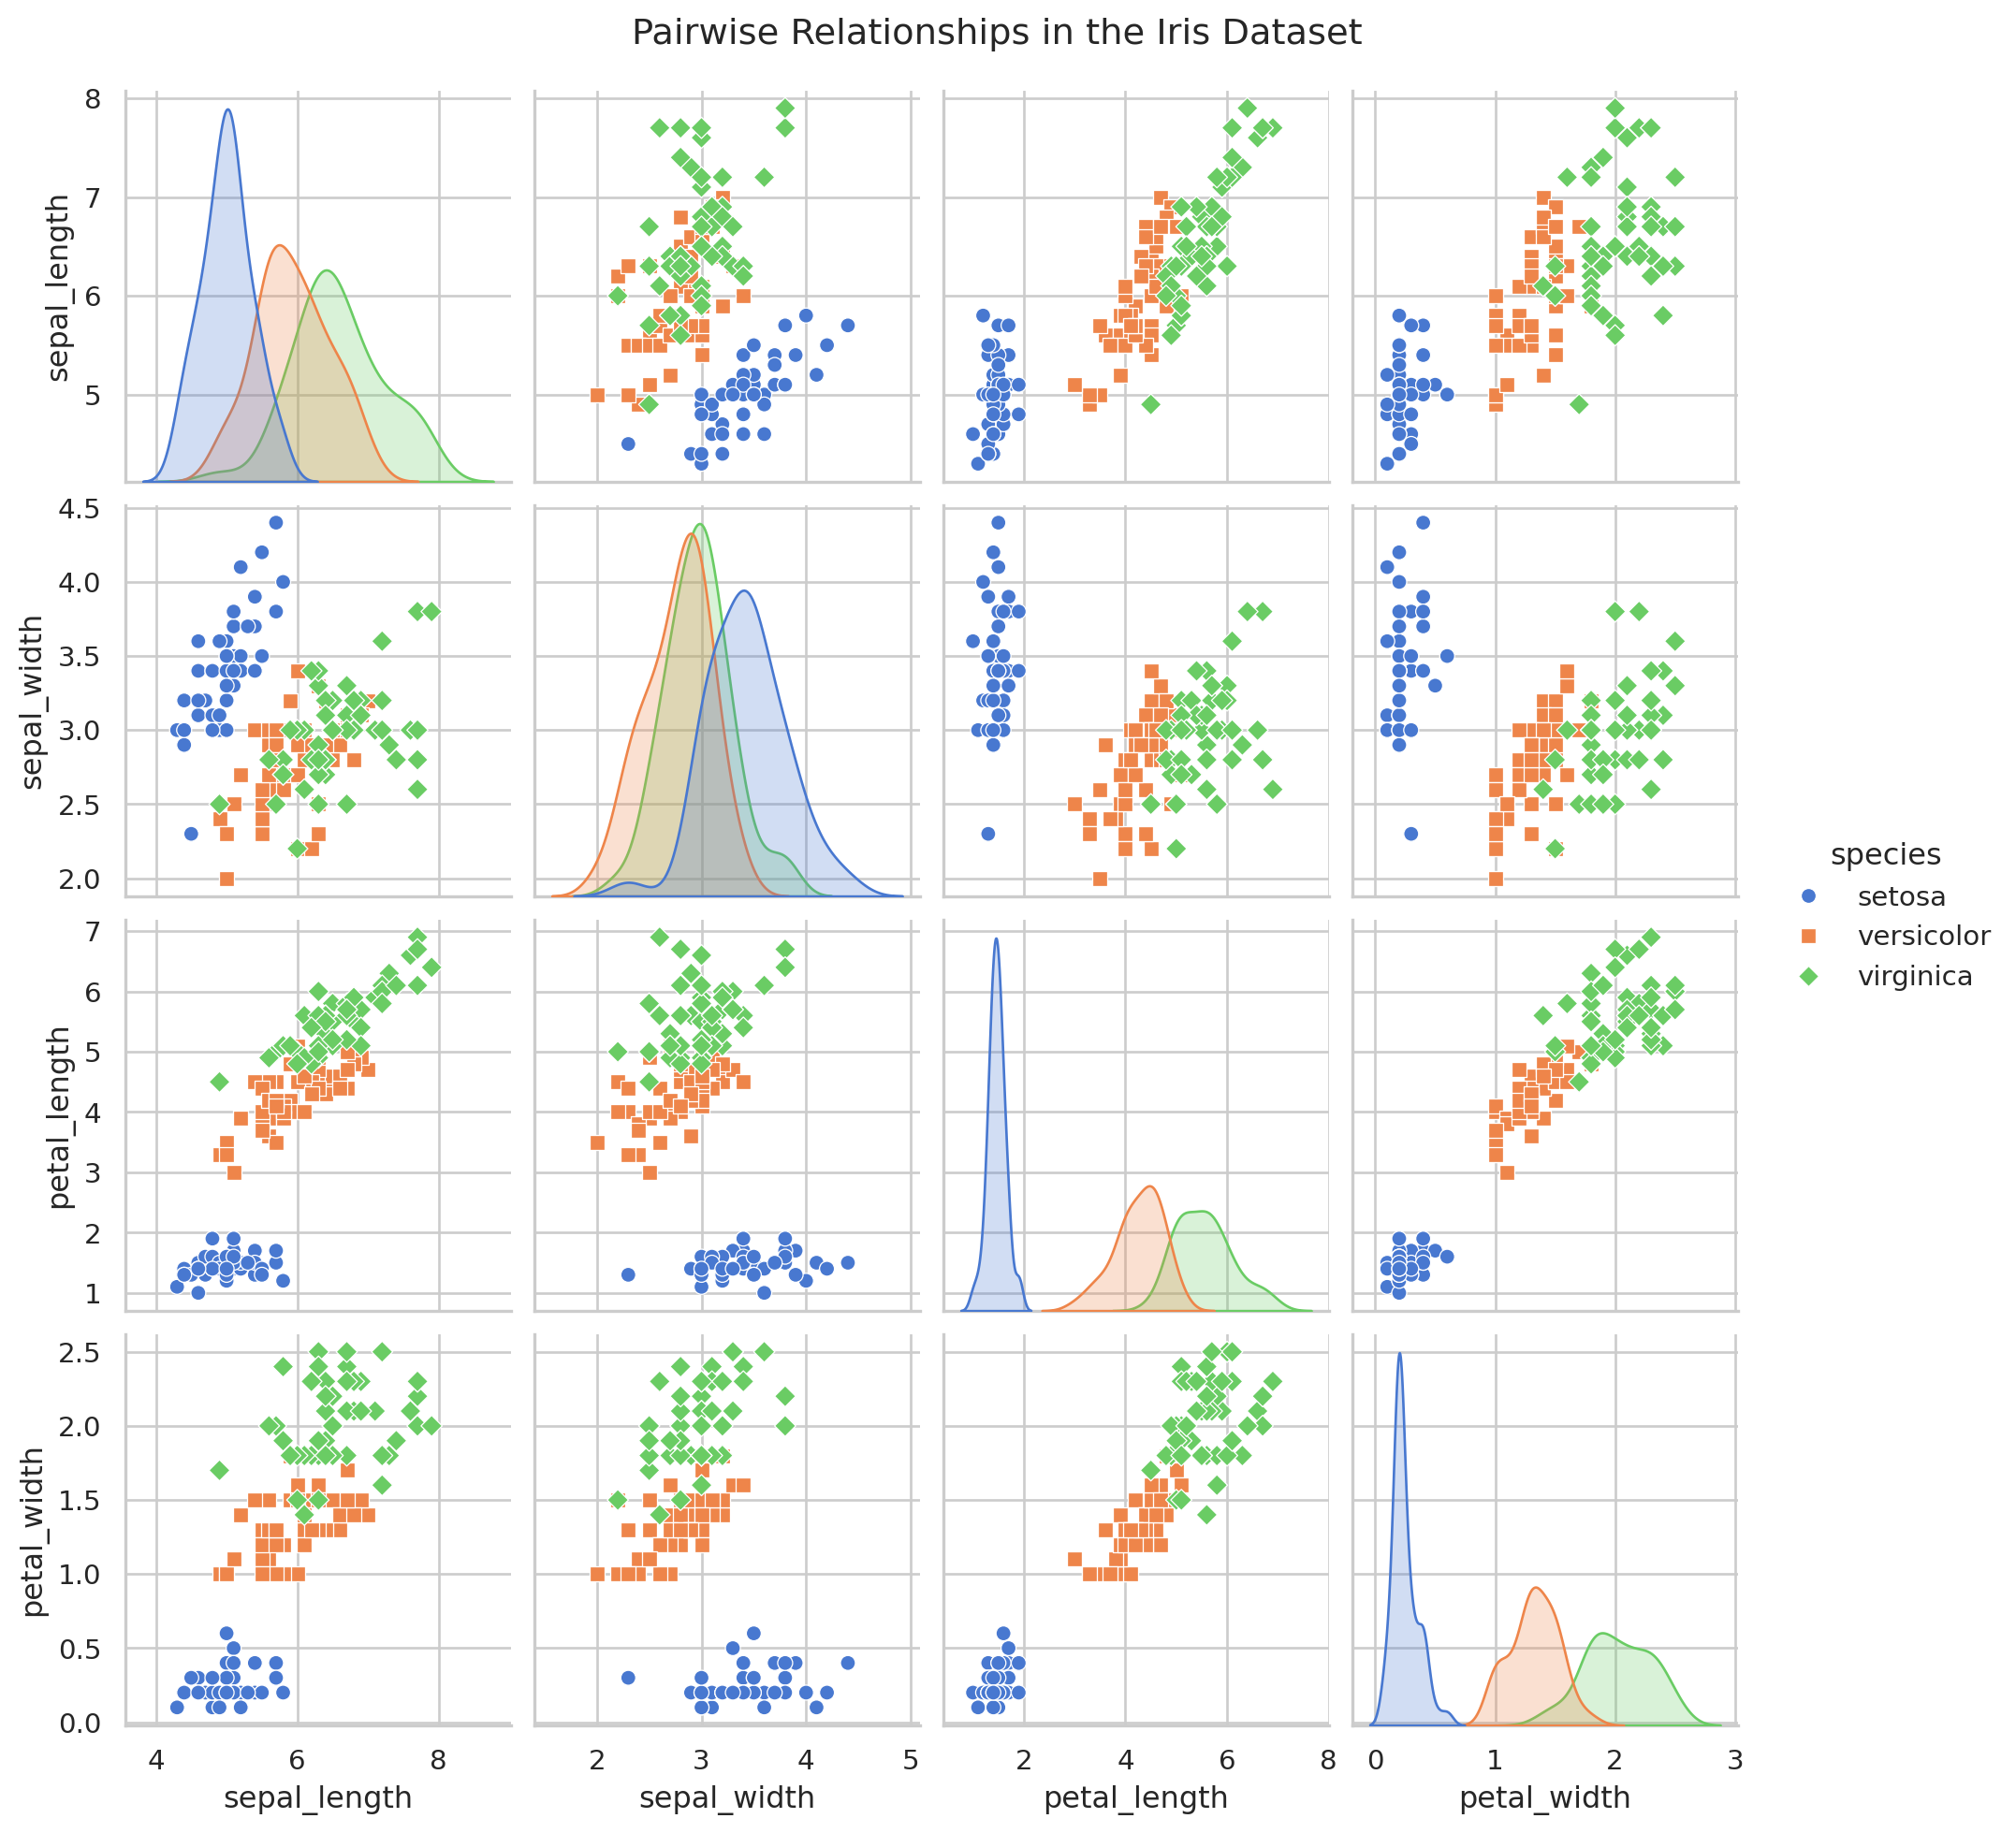 Pairwise Relationships in the Iris Dataset
8
7
6
5
sepal_length
4.5
4.0
3.5
3.0
2.5
2.0
sepal_width
7
6
5
4
3
2
1
petal_length
2.5
2.0
1.5
1.0
0.5
0.0
petal_width
4 6 8
2 3 4 5
2 4 6 8
0 1 2 3
sepal_length
sepal_width
petal_length
petal_width
species
setosa
versicolor
virginica